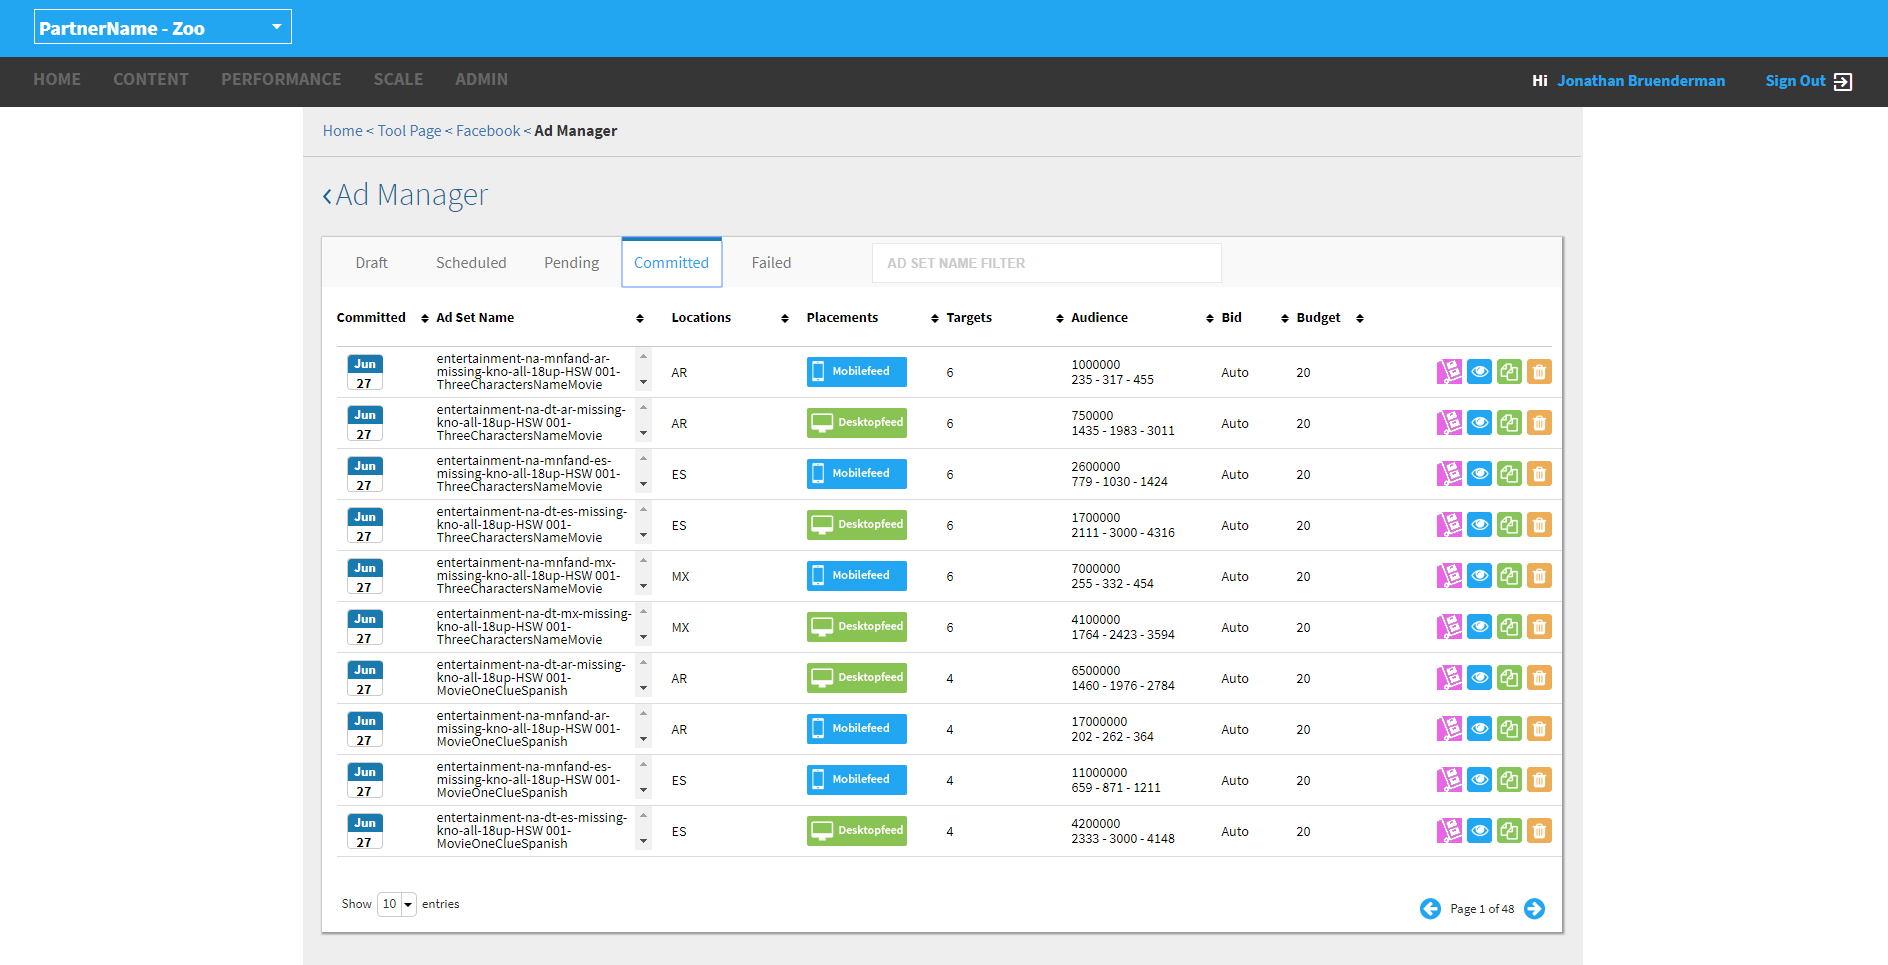 PartnerName - Zoo
HOME CONTENT PERFORMANCE SCALE ADMIN Hi Jonathan Bruenderman Sign Out
Home < Tool Page < Facebook < Ad Manager
‹ Ad Manager
Draft Scheduled Pending Committed Failed AD SET NAME FILTER
Committed Ad Set Name Locations Placements Targets Audience Bid Budget
Jun
27
entertainment-na-mnfand-ar-
missing-kno-all-18up-HSW 001-
ThreeCharactersNameMovie
AR Mobilefeed 6
1000000
235 - 317 - 455
Auto 20
Jun
27
entertainment-na-dt-ar-missing-
kno-all-18up-HSW 001-
ThreeCharactersNameMovie
AR Desktopfeed 6
750000
1435 - 1983 - 3011
Auto 20
Jun
27
entertainment-na-mnfand-es-
missing-kno-all-18up-HSW 001-
ThreeCharactersNameMovie
ES Mobilefeed 6
2600000
779 - 1030 - 1424
Auto 20
Jun
27
entertainment-na-dt-es-missing-
kno-all-18up-HSW 001-
ThreeCharactersNameMovie
ES Desktopfeed 6
1700000
2111 - 3000 - 4316
Auto 20
Jun
27
entertainment-na-mnfand-mx-
missing-kno-all-18up-HSW 001-
ThreeCharactersNameMovie
MX Mobilefeed 6
7000000
255 - 332 - 454
Auto 20
Jun
27
entertainment-na-dt-mx-missing-
kno-all-18up-HSW 001-
ThreeCharactersNameMovie
MX Desktopfeed 6
4100000
1764 - 2423 - 3594
Auto 20
Jun
27
entertainment-na-dt-ar-missing-
kno-all-18up-HSW 001-
MovieOneClueSpanish
AR Desktopfeed 4
6500000
1460 - 1976 - 2784
Auto 20
Jun
27
entertainment-na-mnfand-ar-
missing-kno-all-18up-HSW 001-
MovieOneClueSpanish
AR Mobilefeed 4
17000000
202 - 262 - 364
Auto 20
Jun
27
entertainment-na-mnfand-es-
missing-kno-all-18up-HSW 001-
MovieOneClueSpanish
ES Mobilefeed 4
11000000
659 - 871 - 1211
Auto 20
Jun
27
entertainment-na-dt-es-missing-
kno-all-18up-HSW 001-
MovieOneClueSpanish
ES Desktopfeed 4
4200000
2333 - 3000 - 4148
Auto 20
Show 10 entries Page 1 of 48